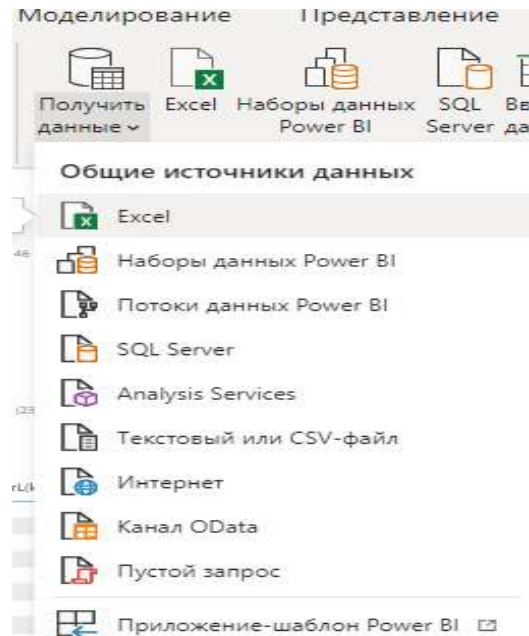 Моделирование Представление
Получить данные
Excel
Наборы данных Power BI
SQL Server
Общие источники данных
Excel
46
Наборы данных Power BI
Потоки данных Power BI
SQL Server
Analysis Services
(23
Текстовый или CSV-файл
Интернет
Канал OData
Пустой запрос
Приложение-шаблон Power BI